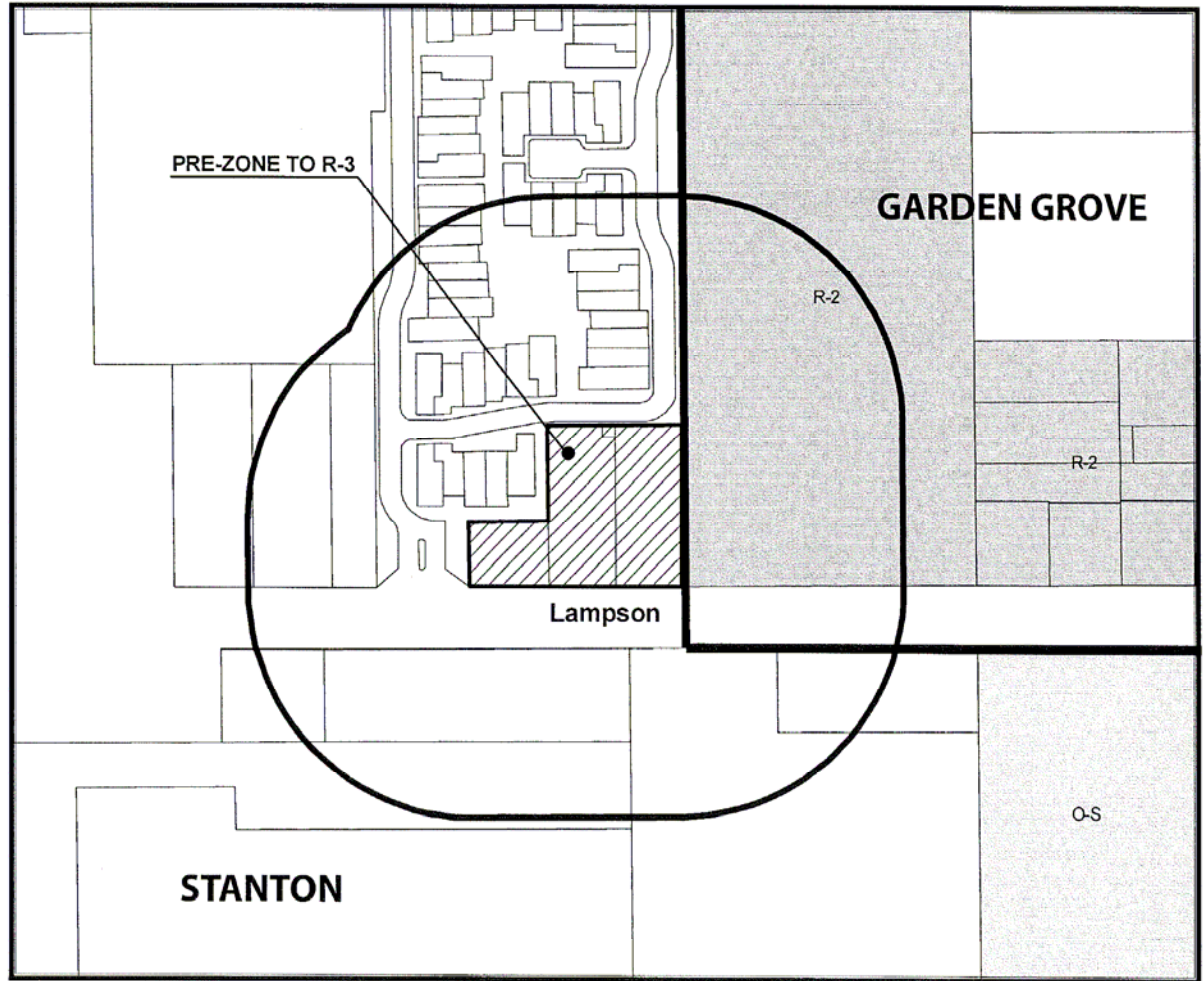 PRE-ZONE TO R-3
GARDEN GROVE
R-2
R-2
Lampson
O-S
STANTON